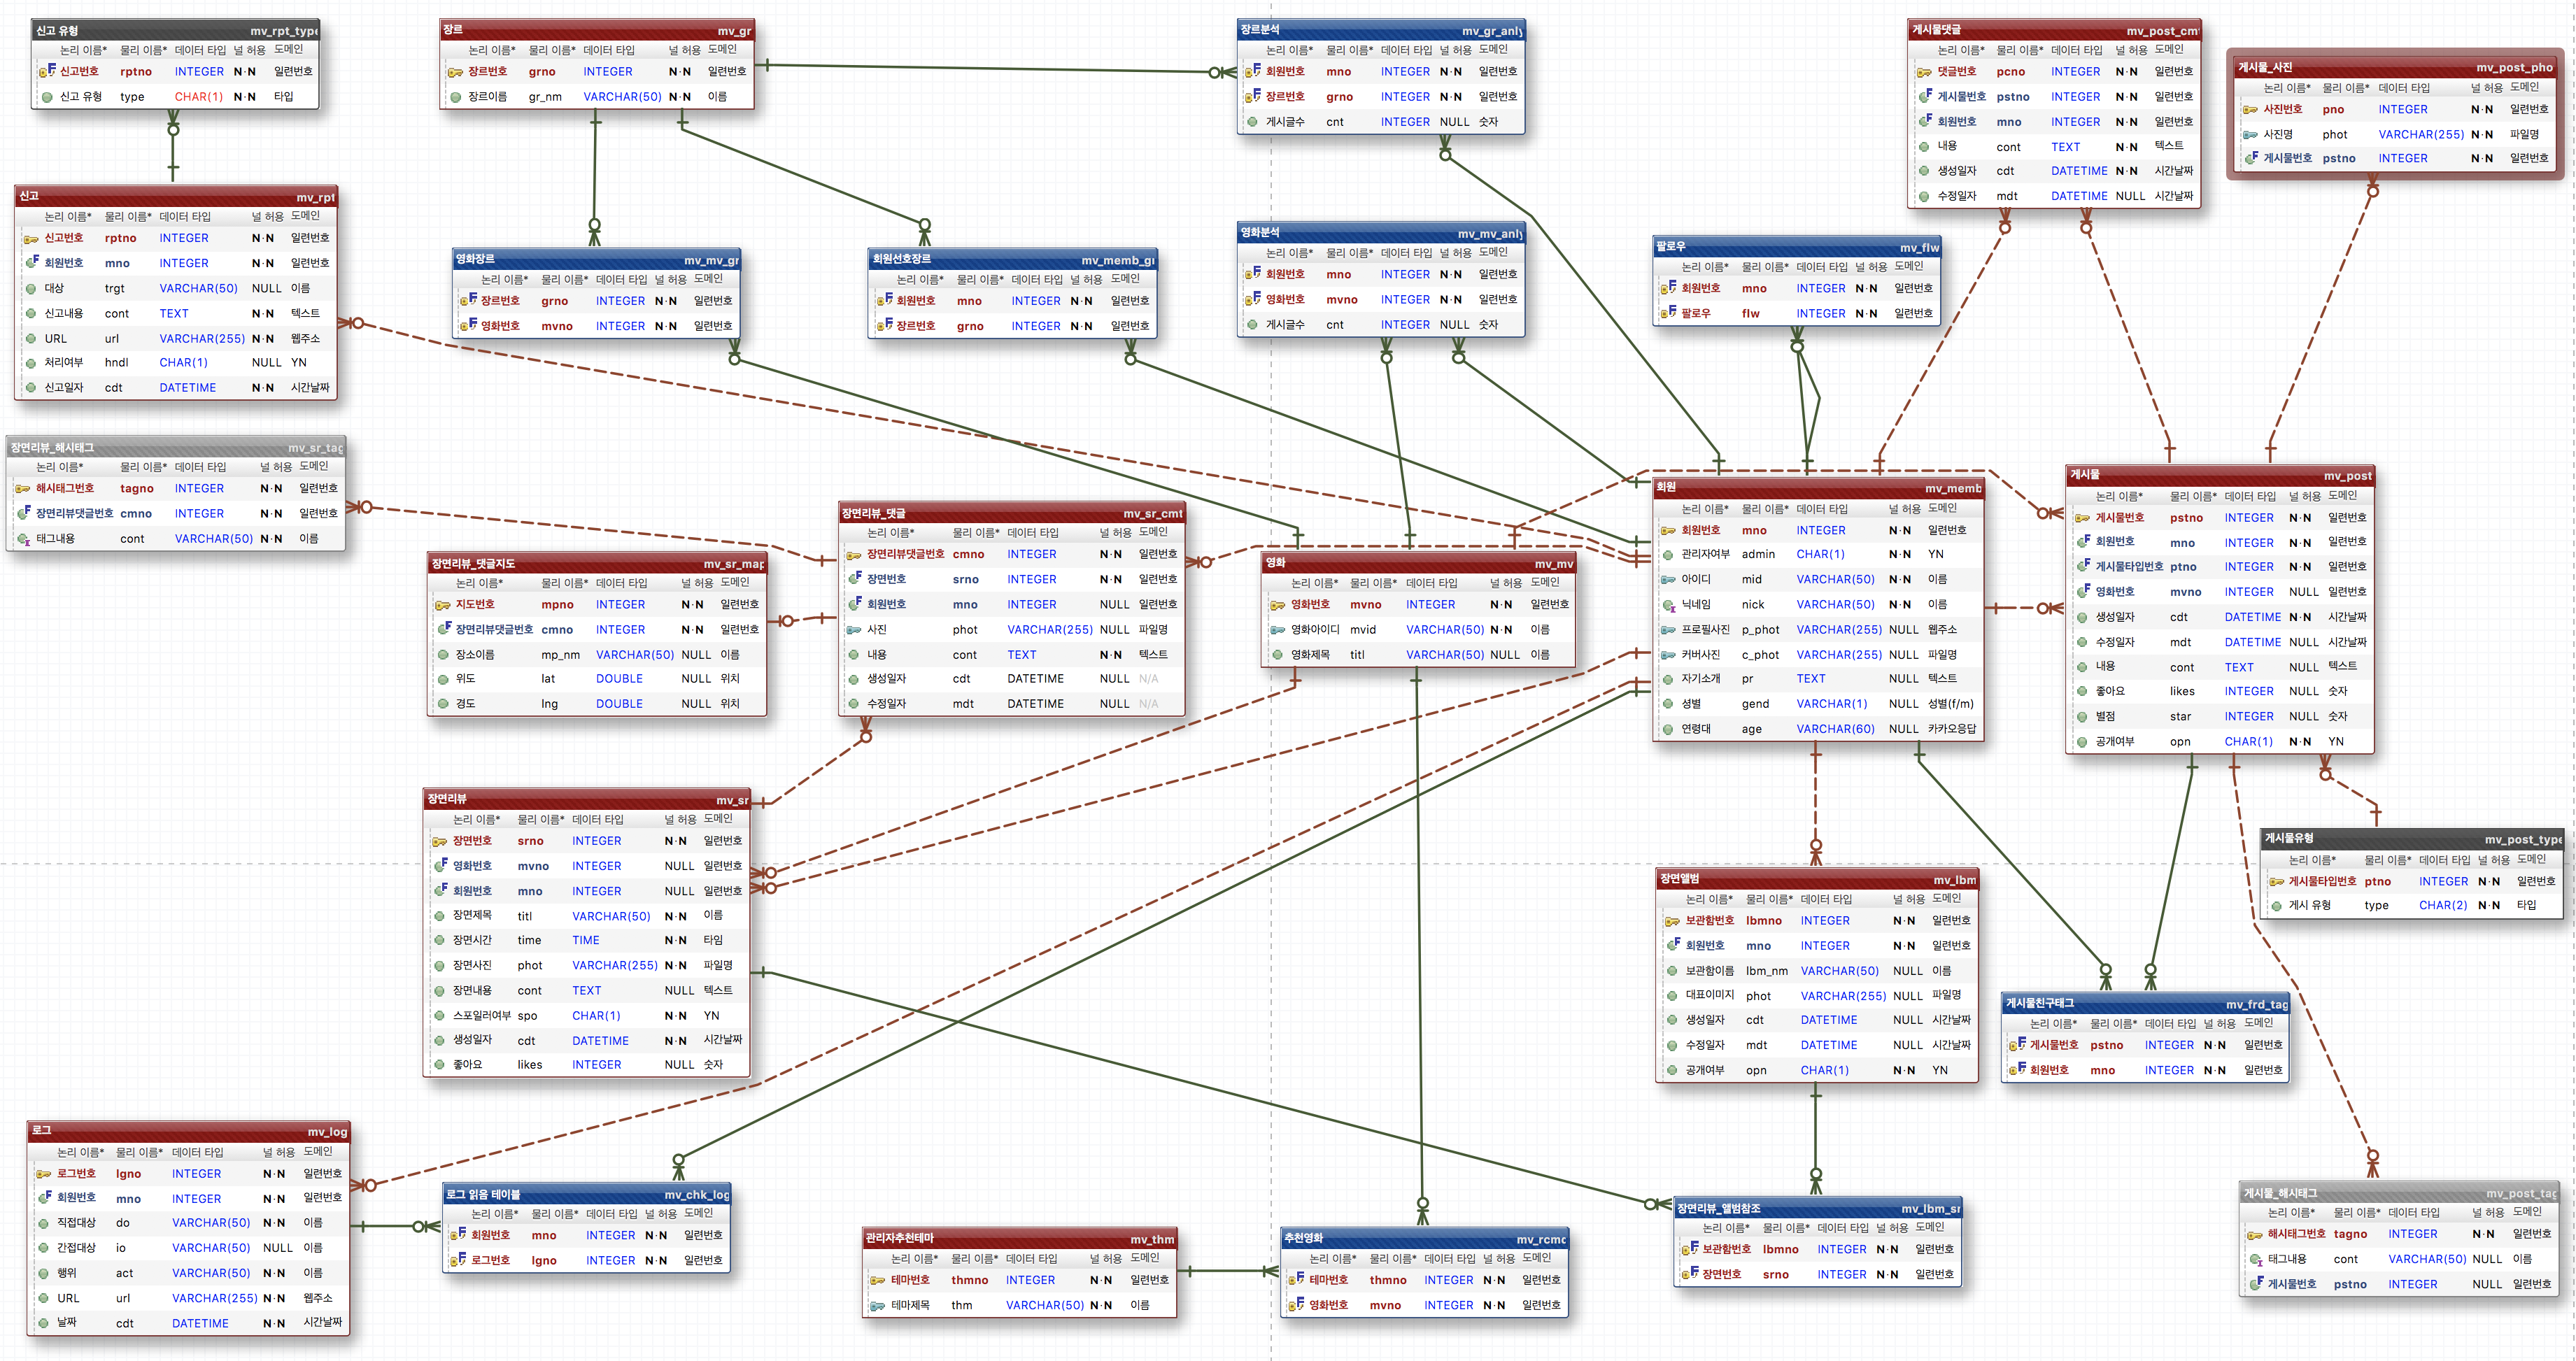 신고 유형 mv_rpt_type
논리 이름* 물리 이름* 데이터 타입 널 허용 도메인
신고번호 rptno INTEGER N·N 일련번호
신고 유형 type CHAR(1) N·N 타입
장르 mv_gr
논리 이름* 물리 이름* 데이터 타입 널 허용 도메인
장르번호 grno INTEGER N·N 일련번호
장르이름 gr_nm VARCHAR(50) N·N 이름
장르분석 mv_gr_anly
논리 이름* 물리 이름* 데이터 타입 널 허용 도메인
회원번호 mno INTEGER N·N 일련번호
장르번호 grno INTEGER N·N 일련번호
게시글수 cnt INTEGER NULL 숫자
게시물댓글 mv_post_cm
논리 이름* 물리 이름* 데이터 타입 널 허용 도메인
댓글번호 pcno INTEGER N·N 일련번호
게시물번호 pstno INTEGER N·N 일련번호
회원번호 mno INTEGER N·N 일련번호
내용 cont TEXT N·N 텍스트
생성일자 cdt DATETIME N·N 시간날짜
수정일자 mdt DATETIME NULL 시간날짜
게시물_사진 mv_post_pho
논리 이름* 물리 이름* 데이터 타입 널 허용 도메인
사진번호 pno INTEGER N·N 일련번호
사진명 phot VARCHAR(255) N·N 파일명
게시물번호 pstno INTEGER N·N 일련번호
신고 mv_rpt
논리 이름* 물리 이름* 데이터 타입 널 허용 도메인
신고번호 rptno INTEGER N·N 일련번호
회원번호 mno INTEGER N·N 일련번호
대상 trgt VARCHAR(50) NULL 이름
신고내용 cont TEXT N·N 텍스트
URL url VARCHAR(255) N·N 웹주소
처리여부 hndl CHAR(1) NULL YN
신고일자 cdt DATETIME N·N 시간날짜
영화장르 mv_mv_gr
논리 이름* 물리 이름* 데이터 타입 널 허용 도메인
장르번호 grno INTEGER N·N 일련번호
영화번호 mvno INTEGER N·N 일련번호
회원선호장르 mv_memb_gr
논리 이름* 물리 이름* 데이터 타입 널 허용 도메인
회원번호 mno INTEGER N·N 일련번호
장르번호 grno INTEGER N·N 일련번호
영화분석 mv_mv_anly
논리 이름* 물리 이름* 데이터 타입 널 허용 도메인
회원번호 mno INTEGER N·N 일련번호
영화번호 mvno INTEGER N·N 일련번호
게시글수 cnt INTEGER NULL 숫자
팔로우 mv_flw
논리 이름* 물리 이름* 데이터 타입 널 허용 도메인
회원번호 mno INTEGER N·N 일련번호
팔로우 flw INTEGER N·N 일련번호
장면리뷰_해시태그 mv_sr_tag
논리 이름* 물리 이름* 데이터 타입 널 허용 도메인
해시태그번호 tagno INTEGER N·N 일련번호
장면리뷰댓글번호 cmno INTEGER N·N 일련번호
태그내용 cont VARCHAR(50) N·N 이름
장면리뷰_댓글지도 mv_sr_map
논리 이름* 물리 이름* 데이터 타입 널 허용 도메인
지도번호 mpno INTEGER N·N 일련번호
장면리뷰댓글번호 cmno INTEGER N·N 일련번호
장소이름 mp_nm VARCHAR(50) NULL 이름
위도 lat DOUBLE NULL 위치
경도 lng DOUBLE NULL 위치
장면리뷰_댓글 mv_sr_cmt
논리 이름* 물리 이름* 데이터 타입 널 허용 도메인
장면리뷰댓글번호 cmno INTEGER N·N 일련번호
장면번호 srno INTEGER N·N 일련번호
회원번호 mno INTEGER NULL 일련번호
사진 phot VARCHAR(255) NULL 파일명
내용 cont TEXT N·N 텍스트
생성일자 cdt DATETIME NULL N/A
수정일자 mdt DATETIME NULL N/A
영화 mv_mv
논리 이름* 물리 이름* 데이터 타입 널 허용 도메인
영화번호 mvno INTEGER N·N 일련번호
영화아이디 mvid VARCHAR(50) N·N 이름
영화제목 titl VARCHAR(50) NULL 이름
회원 mv_memb
논리 이름* 물리 이름* 데이터 타입 널 허용 도메인
회원번호 mno INTEGER N·N 일련번호
관리자여부 admin CHAR(1) N·N YN
아이디 mid VARCHAR(50) N·N 이름
닉네임 nick VARCHAR(50) N·N 이름
프로필사진 p_phot VARCHAR(255) NULL 웹주소
커버사진 c_phot VARCHAR(255) NULL 파일명
자기소개 pr TEXT NULL 텍스트
성별 gend VARCHAR(1) NULL 성별(f/m)
연령대 age VARCHAR(60) NULL 카카오응답
게시물 mv_post
논리 이름* 물리 이름* 데이터 타입 널 허용 도메인
게시물번호 pstno INTEGER N·N 일련번호
회원번호 mno INTEGER N·N 일련번호
게시물타입번호 ptno INTEGER N·N 일련번호
영화번호 mvno INTEGER NULL 일련번호
생성일자 cdt DATETIME N·N 시간날짜
수정일자 mdt DATETIME NULL 시간날짜
내용 cont TEXT NULL 텍스트
좋아요 likes INTEGER NULL 숫자
별점 star INTEGER NULL 숫자
공개여부 opn CHAR(1) N·N YN
장면리뷰 mv_sr
논리 이름* 물리 이름* 데이터 타입 널 허용 도메인
장면번호 srno INTEGER N·N 일련번호
영화번호 mvno INTEGER NULL 일련번호
회원번호 mno INTEGER NULL 일련번호
장면제목 titl VARCHAR(50) N·N 이름
장면시간 time TIME N·N 타임
장면사진 phot VARCHAR(255) N·N 파일명
장면내용 cont TEXT NULL 텍스트
스포일러여부 spo CHAR(1) N·N YN
생성일자 cdt DATETIME N·N 시간날짜
좋아요 likes INTEGER NULL 숫자
게시물유형 mv_post_type
논리 이름* 물리 이름* 데이터 타입 널 허용 도메인
게시물타입번호 ptno INTEGER N·N 일련번호
게시 유형 type CHAR(2) N·N 타입
장면앨범 mv_lbm
논리 이름* 물리 이름* 데이터 타입 널 허용 도메인
보관함번호 lbmno INTEGER N·N 일련번호
회원번호 mno INTEGER N·N 일련번호
보관함이름 lbm_nm VARCHAR(50) NULL 이름
대표이미지 phot VARCHAR(255) NULL 파일명
생성일자 cdt DATETIME NULL 시간날짜
수정일자 mdt DATETIME NULL 시간날짜
공개여부 opn CHAR(1) N·N YN
게시물친구태그 mv_frd_tag
논리 이름* 물리 이름* 데이터 타입 널 허용 도메인
게시물번호 pstno INTEGER N·N 일련번호
회원번호 mno INTEGER N·N 일련번호
로그 mv_log
논리 이름* 물리 이름* 데이터 타입 널 허용 도메인
로그번호 lgno INTEGER N·N 일련번호
회원번호 mno INTEGER N·N 일련번호
직접대상 do VARCHAR(50) N·N 이름
간접대상 io VARCHAR(50) NULL 이름
행위 act VARCHAR(50) N·N 이름
URL url VARCHAR(255) N·N 웹주소
날짜 cdt DATETIME N·N 시간날짜
로그 읽음 테이블 mv_chk_log
논리 이름* 물리 이름* 데이터 타입 널 허용 도메인
회원번호 mno INTEGER N·N 일련번호
로그번호 lgno INTEGER N·N 일련번호
관리자추천테마 mv_thm
논리 이름* 물리 이름* 데이터 타입 널 허용 도메인
테마번호 thmno INTEGER N·N 일련번호
테마제목 thm VARCHAR(50) N·N 이름
추천영화 mv_rcmd
논리 이름* 물리 이름* 데이터 타입 널 허용 도메인
테마번호 thmno INTEGER N·N 일련번호
영화번호 mvno INTEGER N·N 일련번호
장면리뷰_앨범참조 mv_lbm_sr
논리 이름* 물리 이름* 데이터 타입 널 허용 도메인
보관함번호 lbmno INTEGER N·N 일련번호
장면번호 srno INTEGER N·N 일련번호
게시물_해시태그 mv_post_tag
논리 이름* 물리 이름* 데이터 타입 널 허용 도메인
해시태그번호 tagno INTEGER N·N 일련번호
태그내용 cont VARCHAR(50) NULL 이름
게시물번호 pstno INTEGER NULL 일련번호